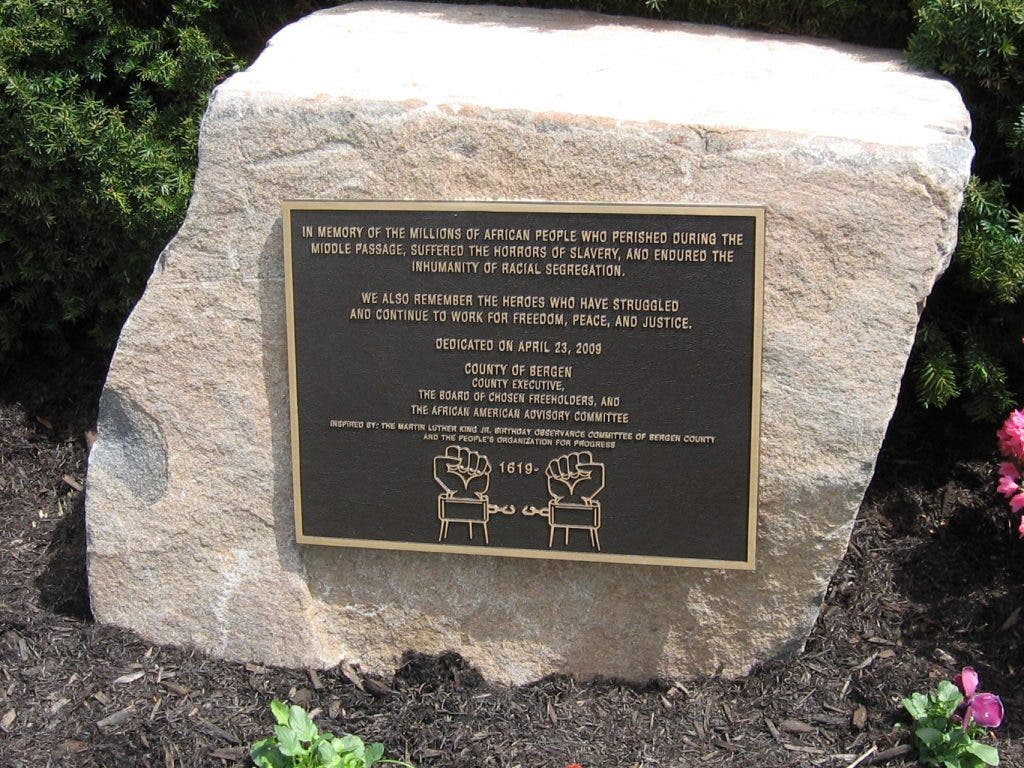 IN MEMORY OF THE MILLIONS OF AFRICAN PEOPLE WHO PERISHED DURING THE
MIDDLE PASSAGE, SUFFERED THE HORRORS OF SLAVERY, AND ENDURED THE
INHUMANITY OF RACIAL SEGREGATION.
WE ALSO REMEMBER THE HEROES WHO HAVE STRUGGLED
AND CONTINUE TO WORK FOR FREEDOM, PEACE, AND JUSTICE.
DEDICATED ON APRIL 23, 2009
COUNTY OF BERGEN
COUNTY EXECUTIVE,
THE BOARD OF CHOSEN FREEHOLDERS, AND
THE AFRICAN AMERICAN ADVISORY COMMITTEE
INSPIRED BY: THE MARTIN LUTHER KING JR. BIRTHDAY OBSERVANCE COMMITTEE OF BERGEN COUNTY
AND THE PEOPLE'S ORGANIZATION FOR PROGRESS
1619-